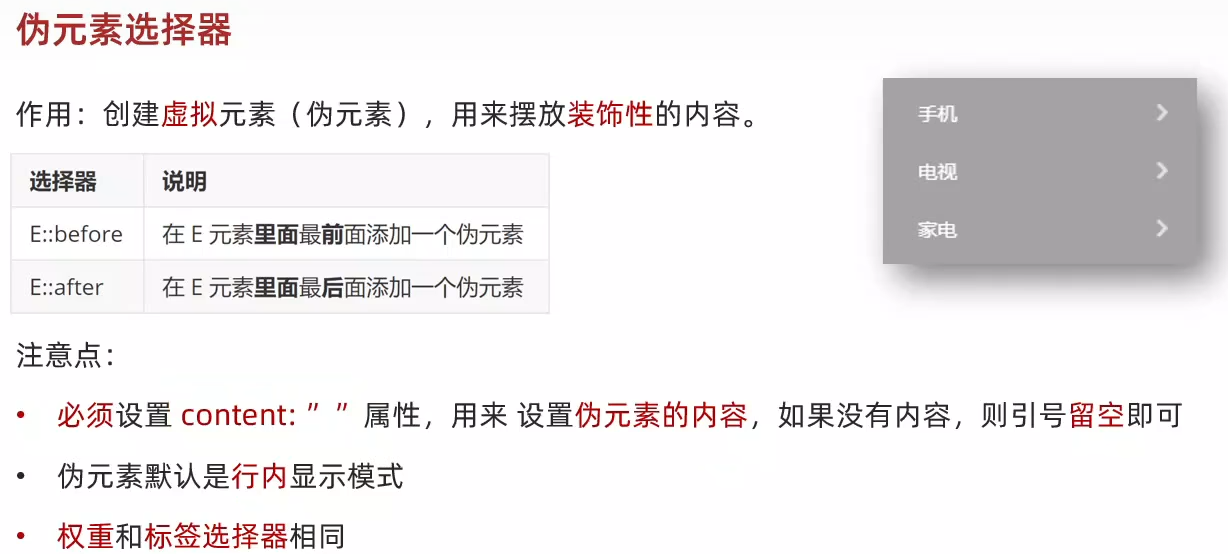 伪元素选择器
作用：创建虚拟元素（伪元素），用来摆放装饰性的内容。
手机
电视
家电
选择器 说明
E::before 在 E 元素里面最前面添加一个伪元素
E::after 在 E 元素里面最后面添加一个伪元素
注意点：
• 必须设置 content: ” ” 属性，用来 设置伪元素的内容，如果没有内容，则引号留空即可
• 伪元素默认是行内显示模式
• 权重和标签选择器相同